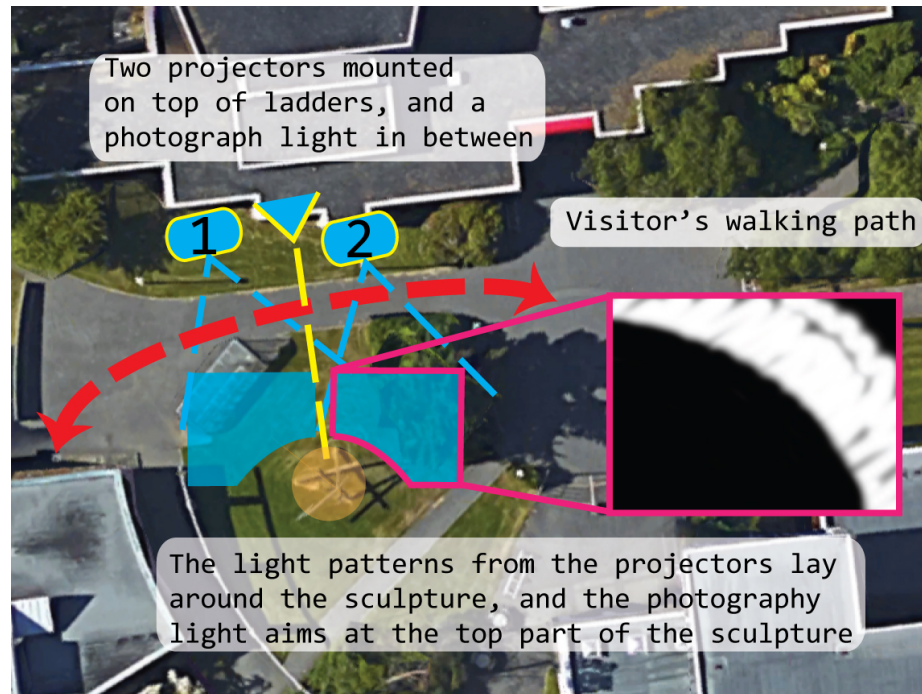 Two projectors mounted
on top of ladders, and a
photograph light in between
1
2
Visitor's walking path
The light patterns from the projectors lay
around the sculpture, and the photography
light aims at the top part of the sculpture